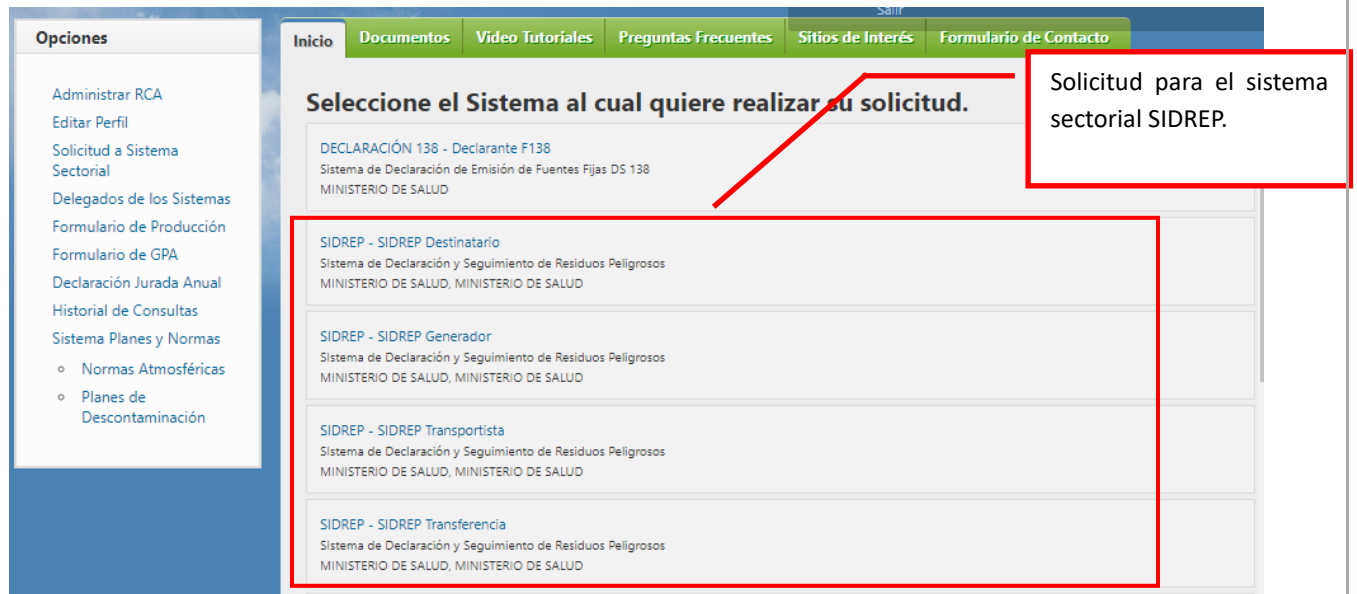 Salir
Opciones
Inicio
Documentos
Video Tutoriales
Preguntas Frecuentes
Sitios de Interés
Formulario de Contacto
Administrar RCA
Editar Perfil
Solicitud a Sistema
Sectorial
Delegados de los Sistemas
Formulario de Producción
Formulario de GPA
Declaración Jurada Anual
Historial de Consultas
Sistema Planes y Normas
Normas Atmosféricas
Planes de
Descontaminación
Seleccione el Sistema al cual quiere realizar su solicitud.
Solicitud para el sistema
sectorial SIDREP.
DECLARACIÓN 138 - Declarante F138
Sistema de Declaración de Emisión de Fuentes Fijas DS 138
MINISTERIO DE SALUD
SIDREP - SIDREP Destinatario
Sistema de Declaración y Seguimiento de Residuos Peligrosos
MINISTERIO DE SALUD, MINISTERIO DE SALUD
SIDREP - SIDREP Generador
Sistema de Declaración y Seguimiento de Residuos Peligrosos
MINISTERIO DE SALUD, MINISTERIO DE SALUD
SIDREP - SIDREP Transportista
Sistema de Declaración y Seguimiento de Residuos Peligrosos
MINISTERIO DE SALUD, MINISTERIO DE SALUD
SIDREP - SIDREP Transferencia
Sistema de Declaración y Seguimiento de Residuos Peligrosos
MINISTERIO DE SALUD, MINISTERIO DE SALUD